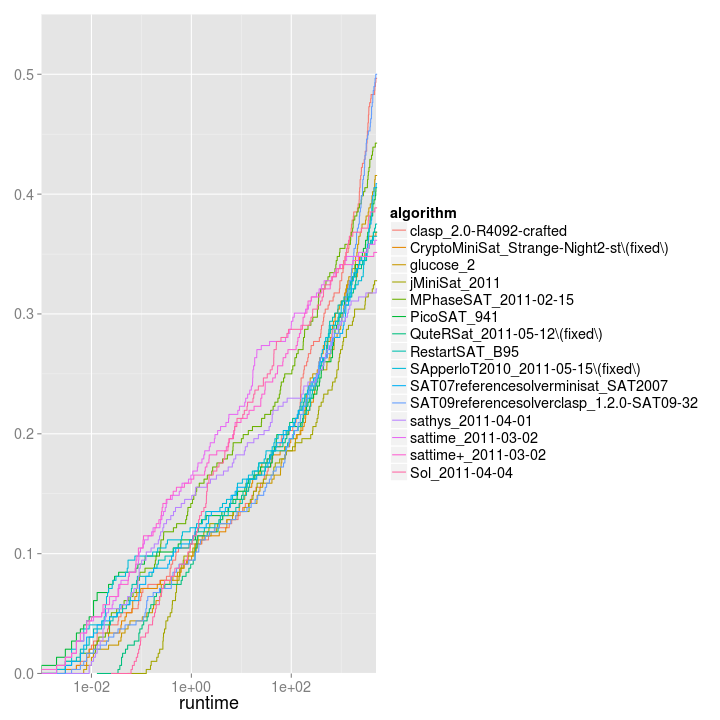 0.5
0.4
0.3
0.2
0.1
0.0
1e-02 1e+00 1e+02
runtime
algorithm
clasp_2.0-R4092-crafted
CryptoMiniSat_Strange-Night2-st\(fixed\)
glucose_2
jMiniSat_2011
MPhaseSAT_2011-02-15
PicoSAT_941
QuteRSat_2011-05-12\(fixed\)
RestartSAT_B95
SApperloT2010_2011-05-15\(fixed\)
SAT07referencesolverminisat_SAT2007
SAT09referencesolverclasp_1.2.0-SAT09-32
sathys_2011-04-01
sattime_2011-03-02
sattime+_2011-03-02
Sol_2011-04-04